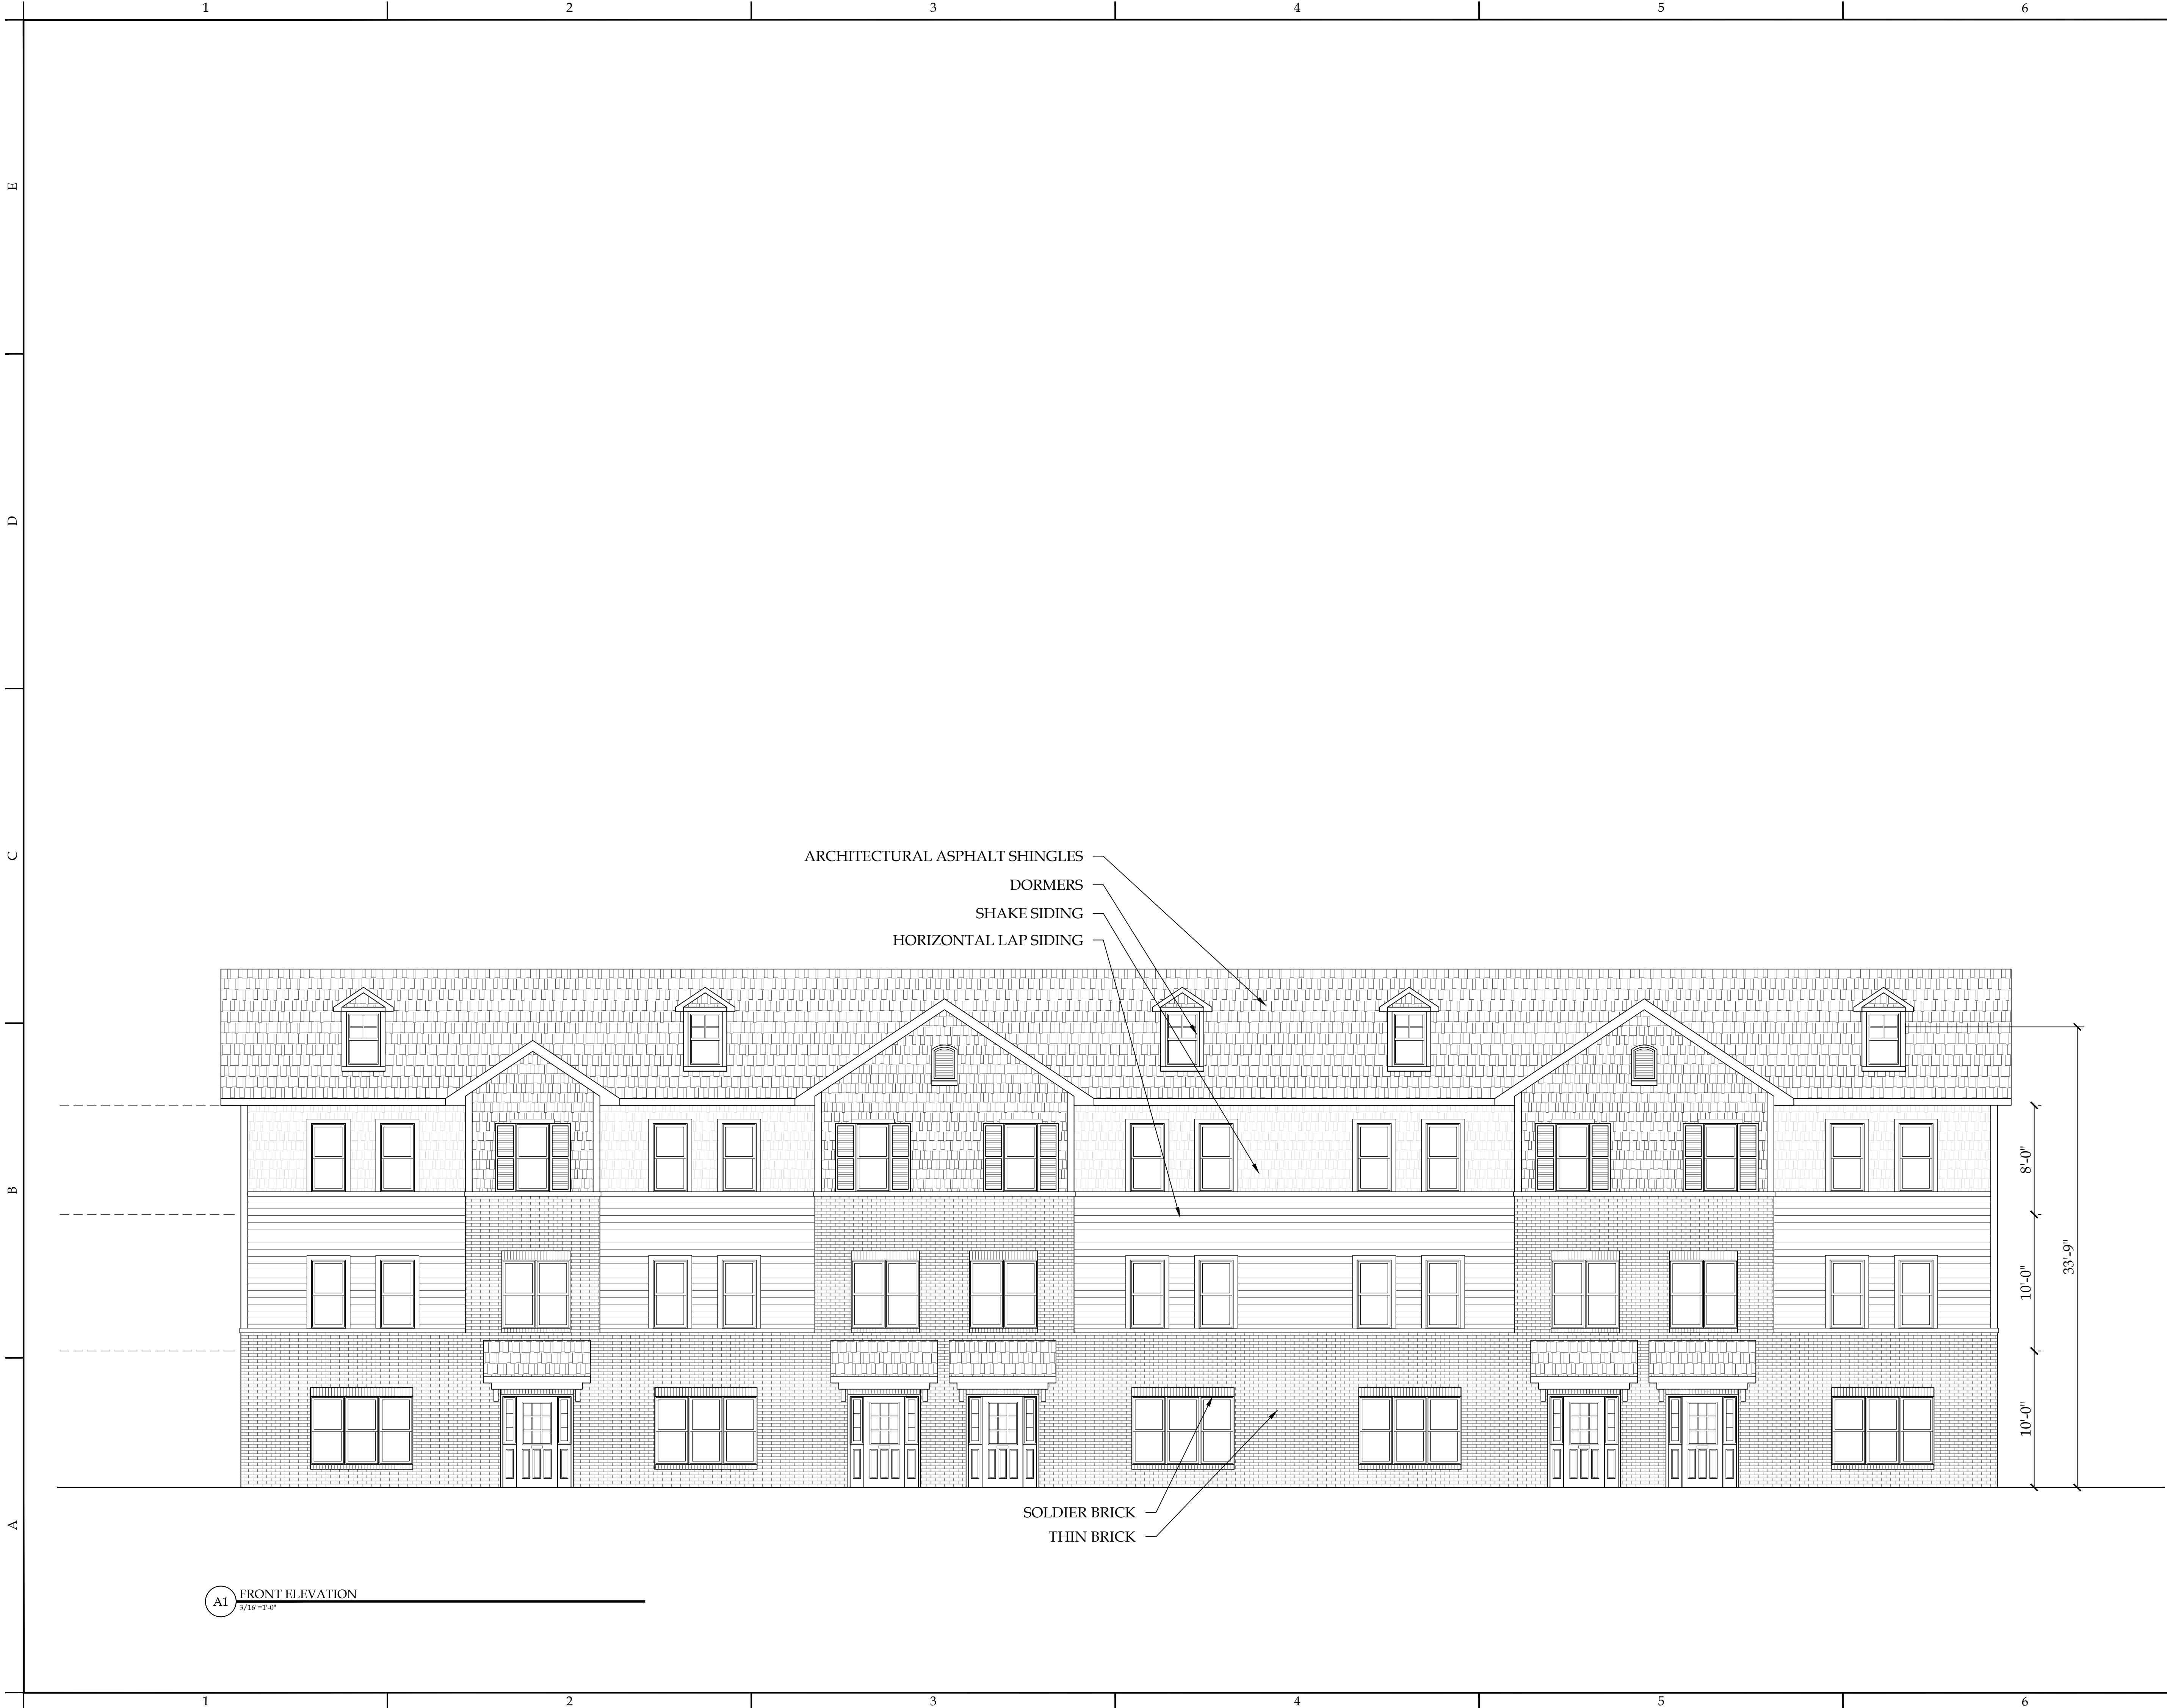 1 2 3 4 5 6
E
D
C
B
A
ARCHITECTURAL ASPHALT SHINGLES
DORMERS
SHAKE SIDING
HORIZONTAL LAP SIDING
8'-0"
10'-0"
33'-9"
10'-0"
SOLDIER BRICK
THIN BRICK
A1 FRONT ELEVATION
3/16"=1'-0"
1 2 3 4 5 6